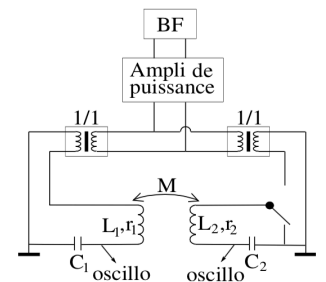 BF
Ampli de
puissance
1/1
1/1
M
L₁,r₁
L₂,r₂
C₁
oscillo
oscillo
C₂